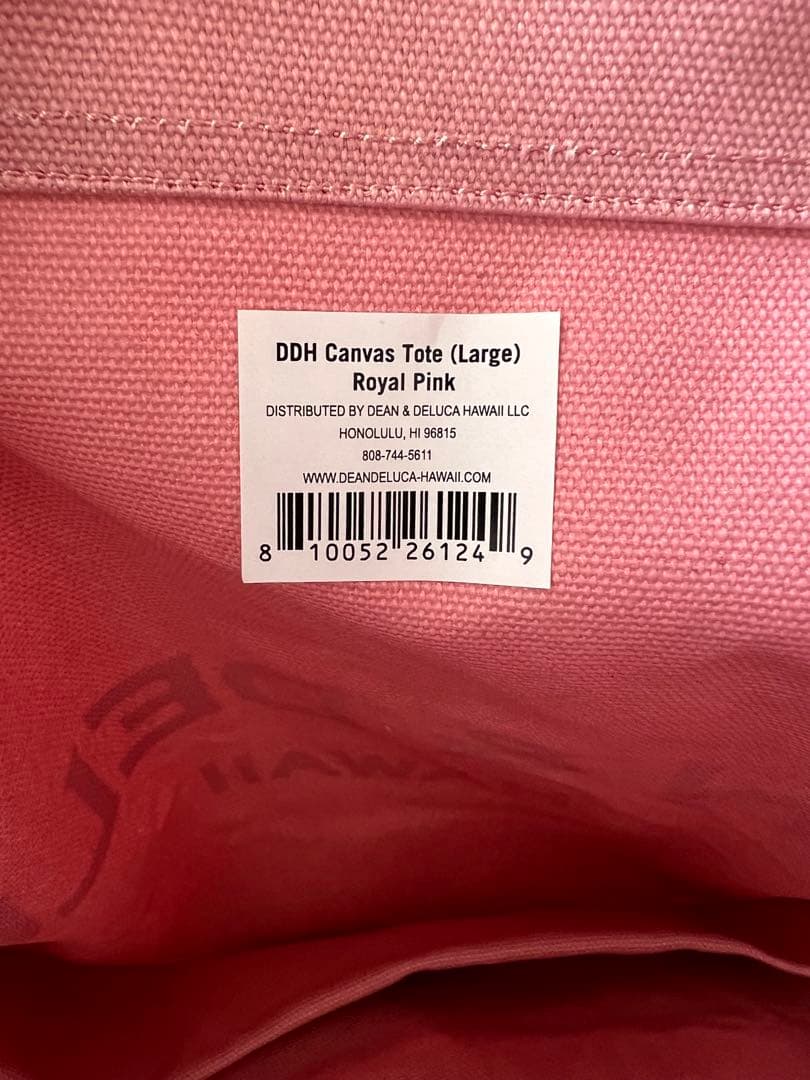 DDH Canvas Tote (Large)
Royal Pink
DISTRIBUTED BY DEAN & DELUCA HAWAII LLC
HONOLULU, HI 96815
808-744-5611
WWW.DEANDELUCA-HAWAII.COM
8 10052 26124 9